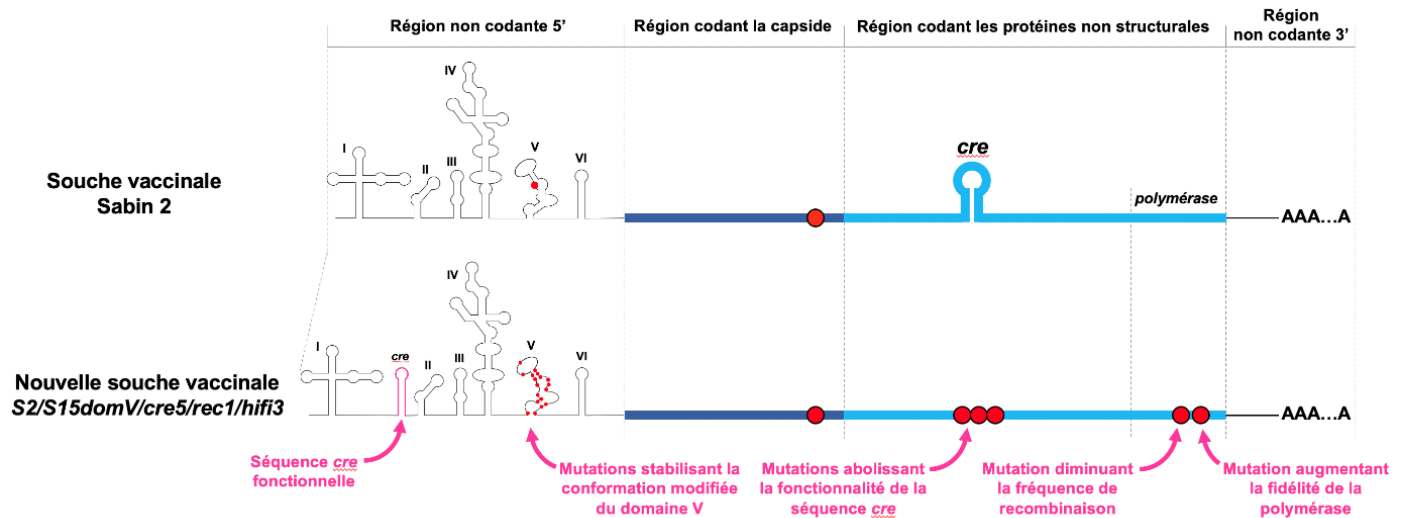 Région non codante 5’
Région codant la capside
Région codant les protéines non structurales
Région
non codante 3’
Souche vaccinale
Sabin 2
I
II
III
IV
V
VI
cre
polymérase
AAA...A
Nouvelle souche vaccinale
S2/S15domV/cre5/rec1/hifi3
I
cre
II
III
IV
V
VI
AAA...A
Séquence cre
fonctionnelle
Mutations stabilisant la
conformation modifiée
du domaine V
Mutations abolissant
la fonctionnalité de la
séquence cre
Mutation diminuant
la fréquence de
recombinaison
Mutation augmentant
la fidélité de la
polymérase